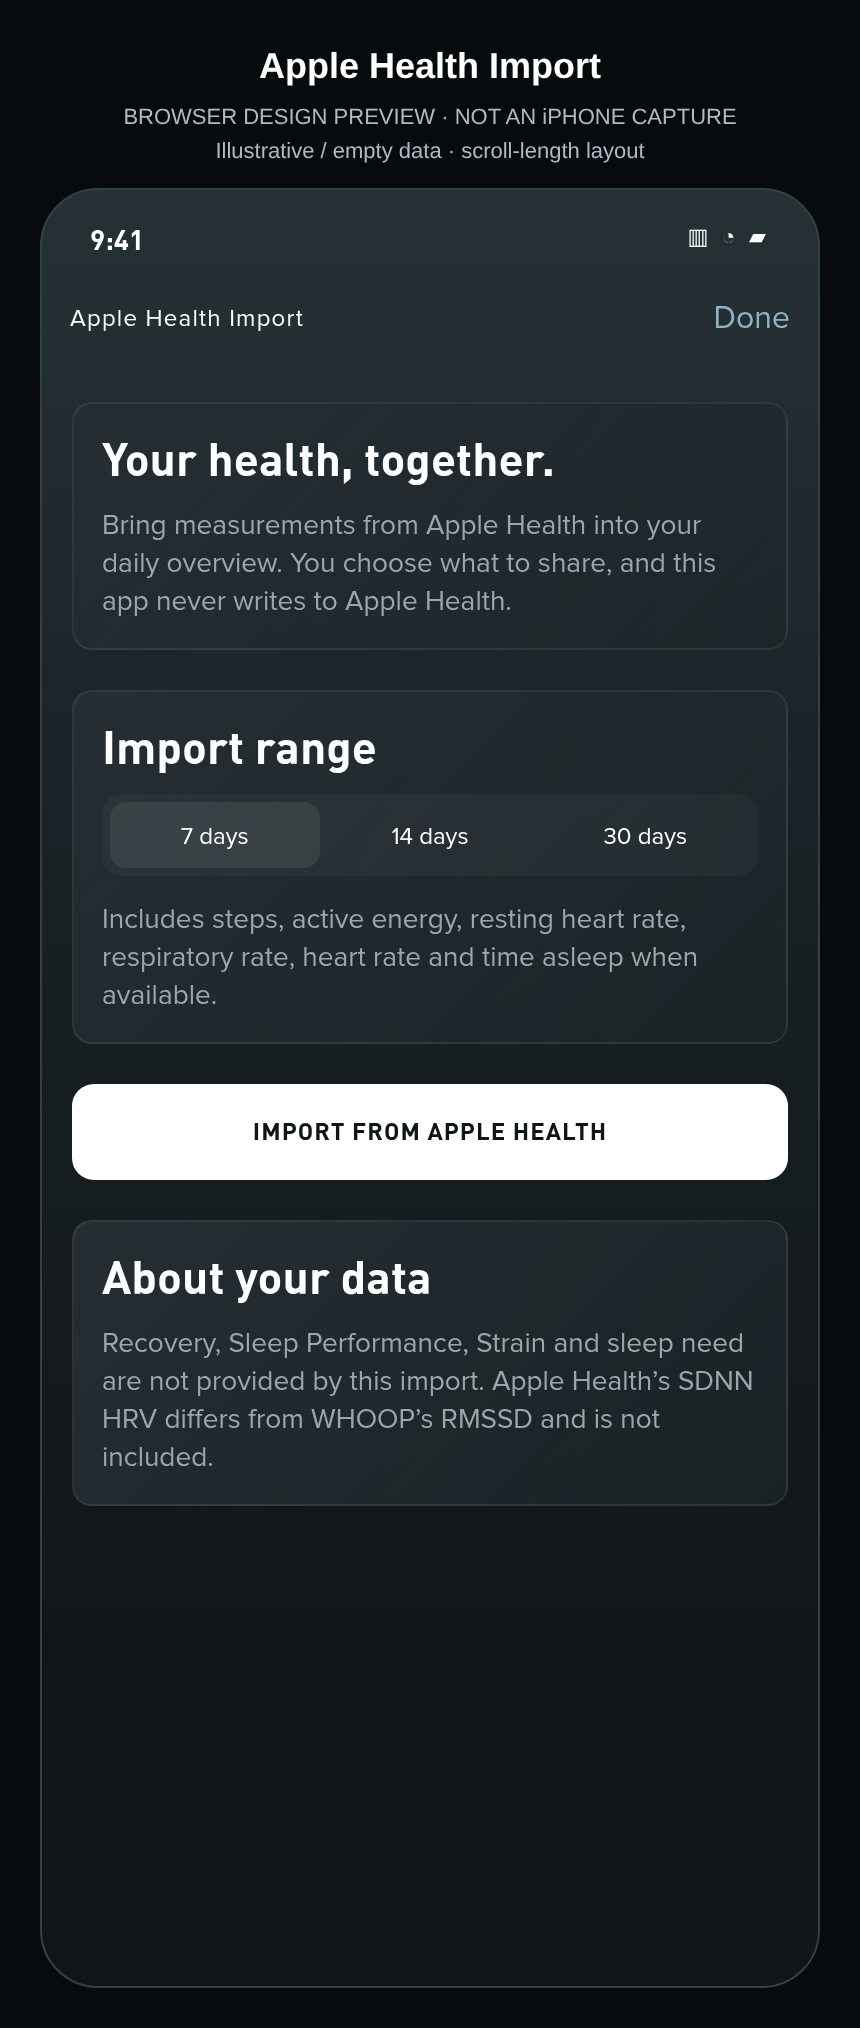 Apple Health Import
BROWSER DESIGN PREVIEW · NOT AN iPHONE CAPTURE
Illustrative / empty data · scroll-length layout
9:41
Apple Health Import
Done
Your health, together.
Bring measurements from Apple Health into your
daily overview. You choose what to share, and this
app never writes to Apple Health.
Import range
7 days
14 days
30 days
Includes steps, active energy, resting heart rate,
respiratory rate, heart rate and time asleep when
available.
IMPORT FROM APPLE HEALTH
About your data
Recovery, Sleep Performance, Strain and sleep need
are not provided by this import. Apple Health’s SDNN
HRV differs from WHOOP’s RMSSD and is not
included.